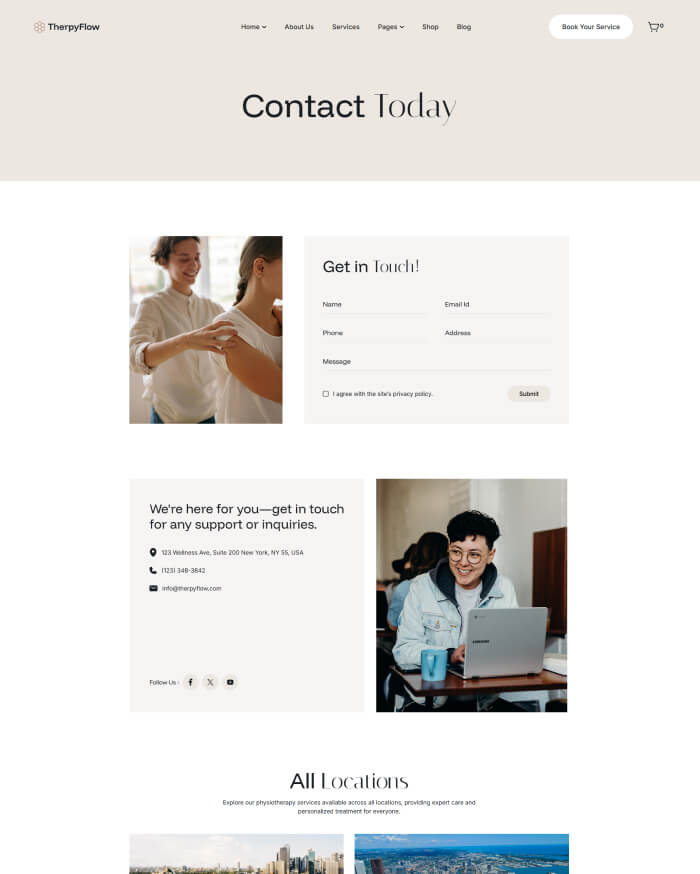 TherpyFlow
Home
About Us
Services
Pages
Shop
Blog
Book Your Service
0
Contact Today
Get in Touch!
Name
Email Id
Phone
Address
Message
I agree with the site's privacy policy.
Submit
We're here for you—get in touch
for any support or inquiries.
123 Wellness Ave, Suite 200 New York, NY 55, USA
(123) 348-3842
info@therpyflow.com
Follow Us :
SAMSUNG
All Locations
Explore our physiotherapy services available across all locations, providing expert care and
personalized treatment for everyone.